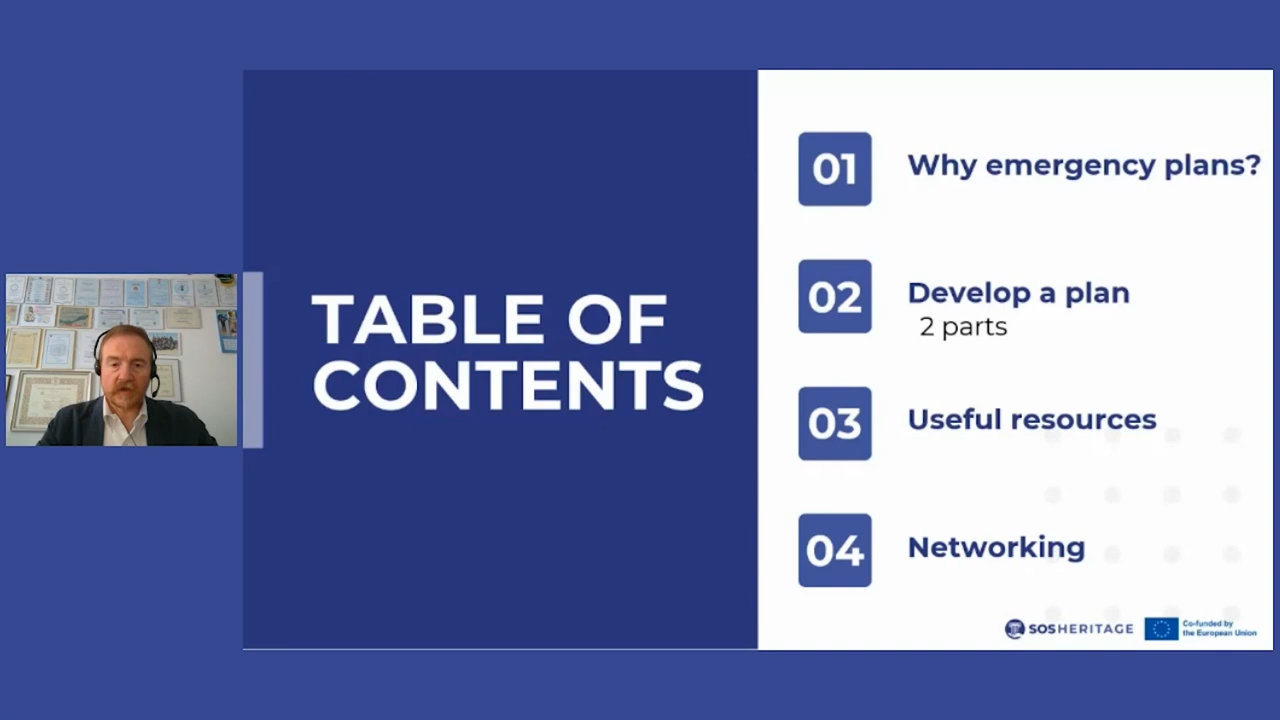 TABLE OF
CONTENTS
01
Why emergency plans?
02
Develop a plan
2 parts
03
Useful resources
04
Networking
SOSHERITAGE
Co-funded by
the European Union